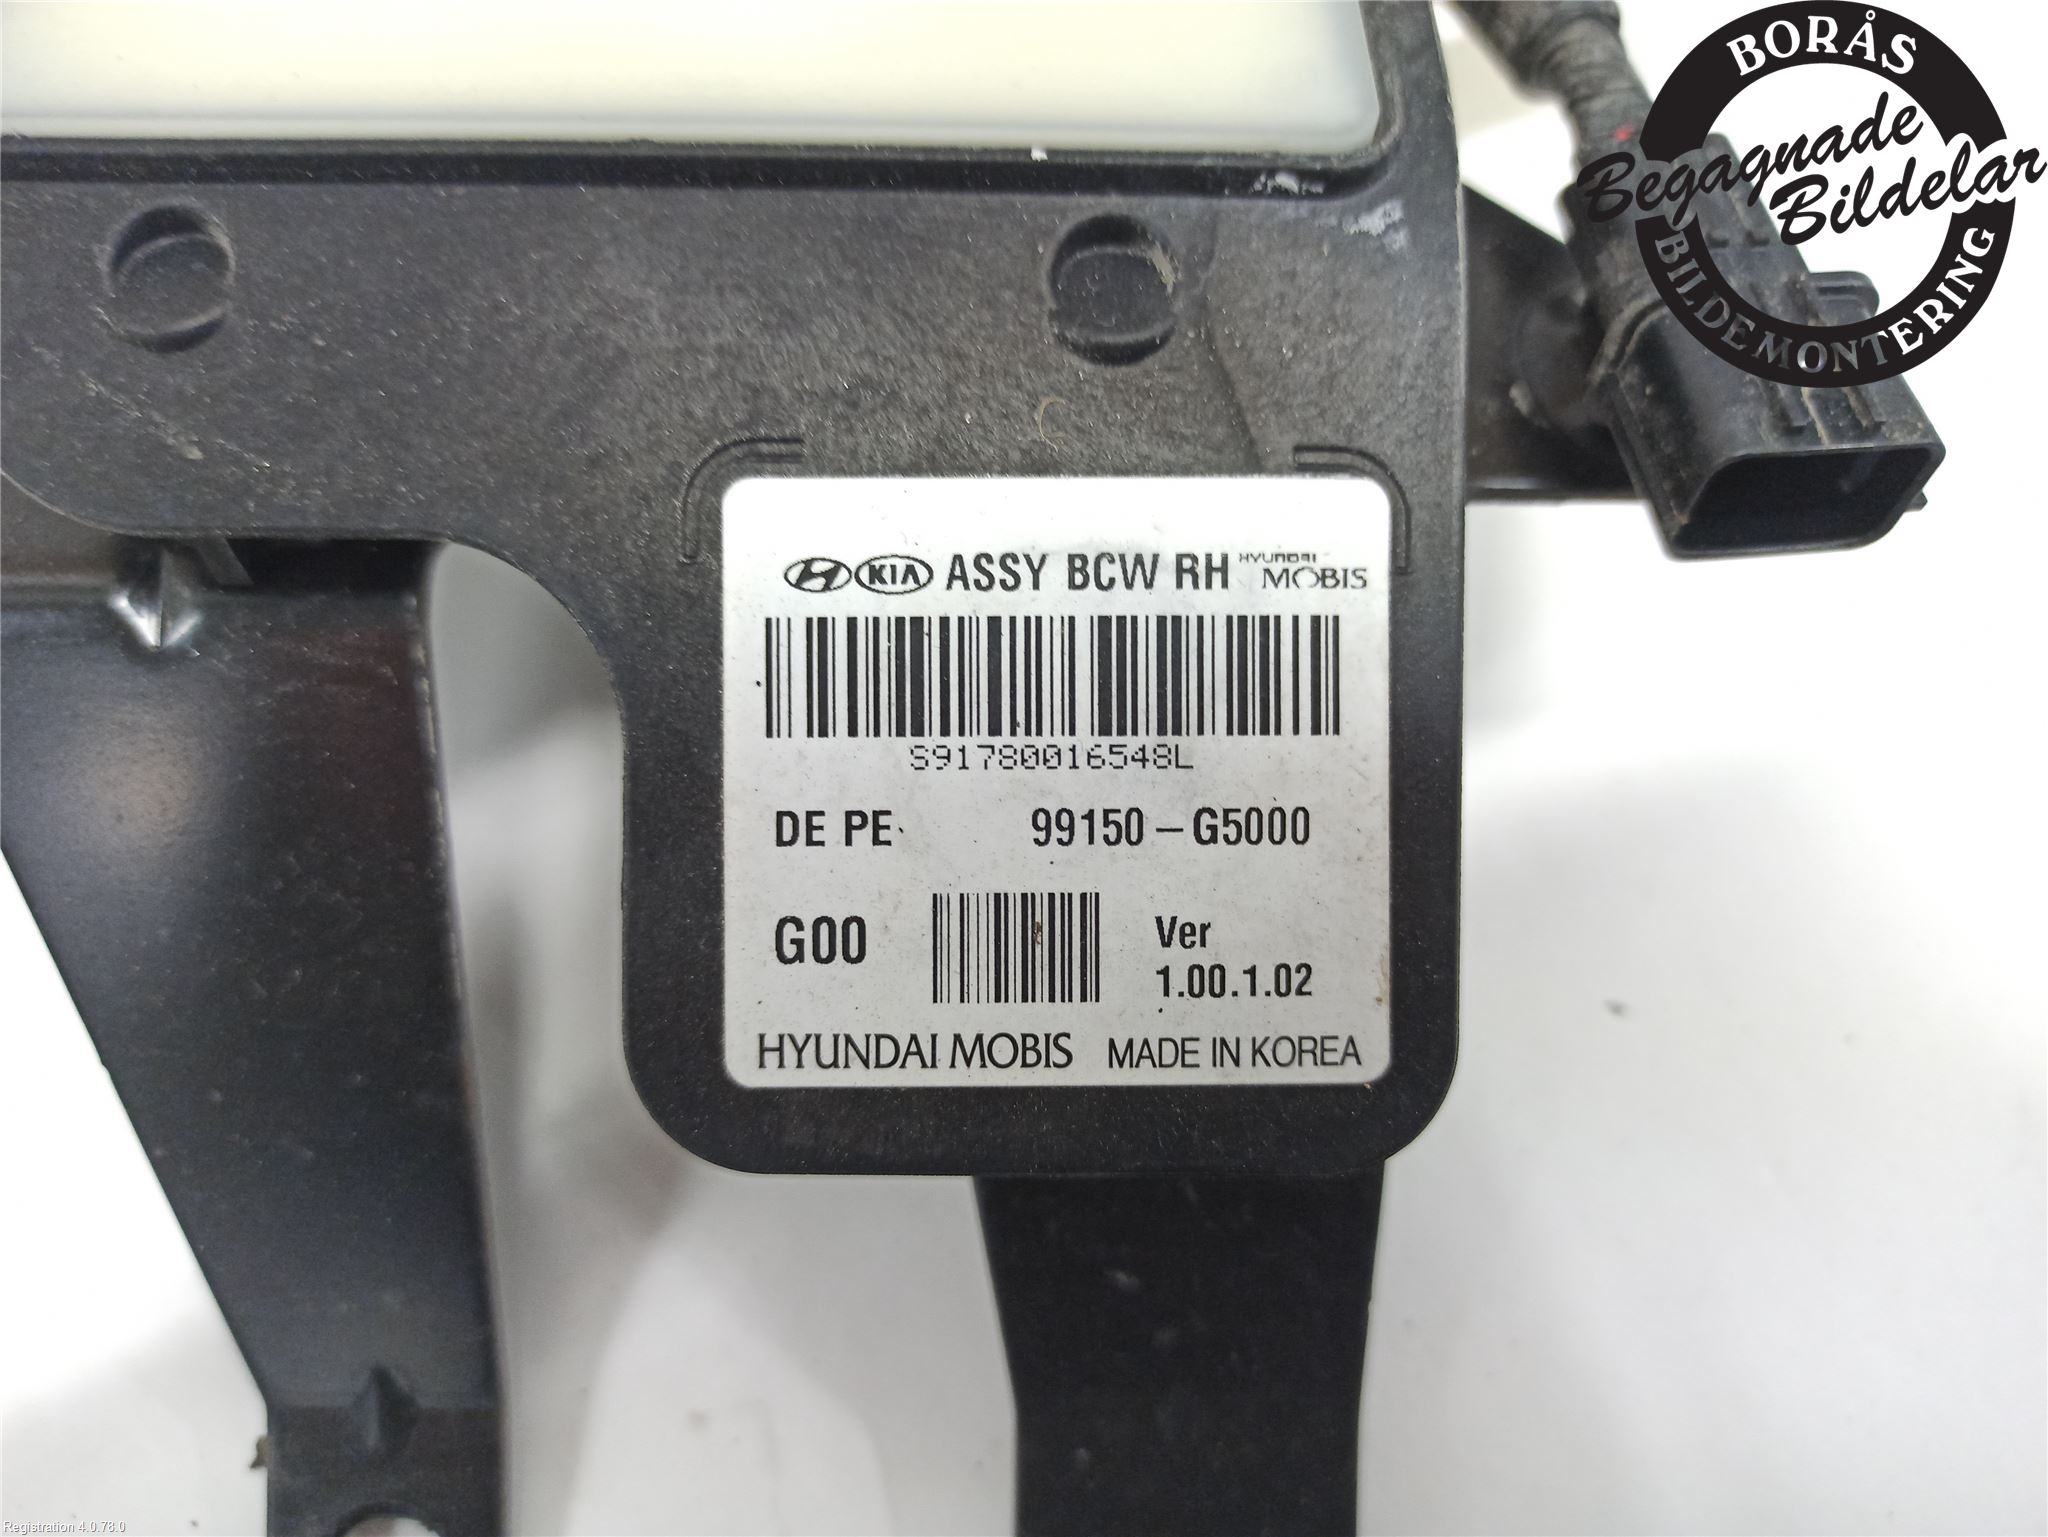 BORÅS
Begagnade
Bildelar
BILDEMONTERING
HYUNDAI
KIA ASSY BCW RH MOBIS
S91780016548L
DE PE 99150-G5000
G00 Ver
1.00.1.02
HYUNDAI MOBIS MADE IN KOREA
Registration 4.0.78.0